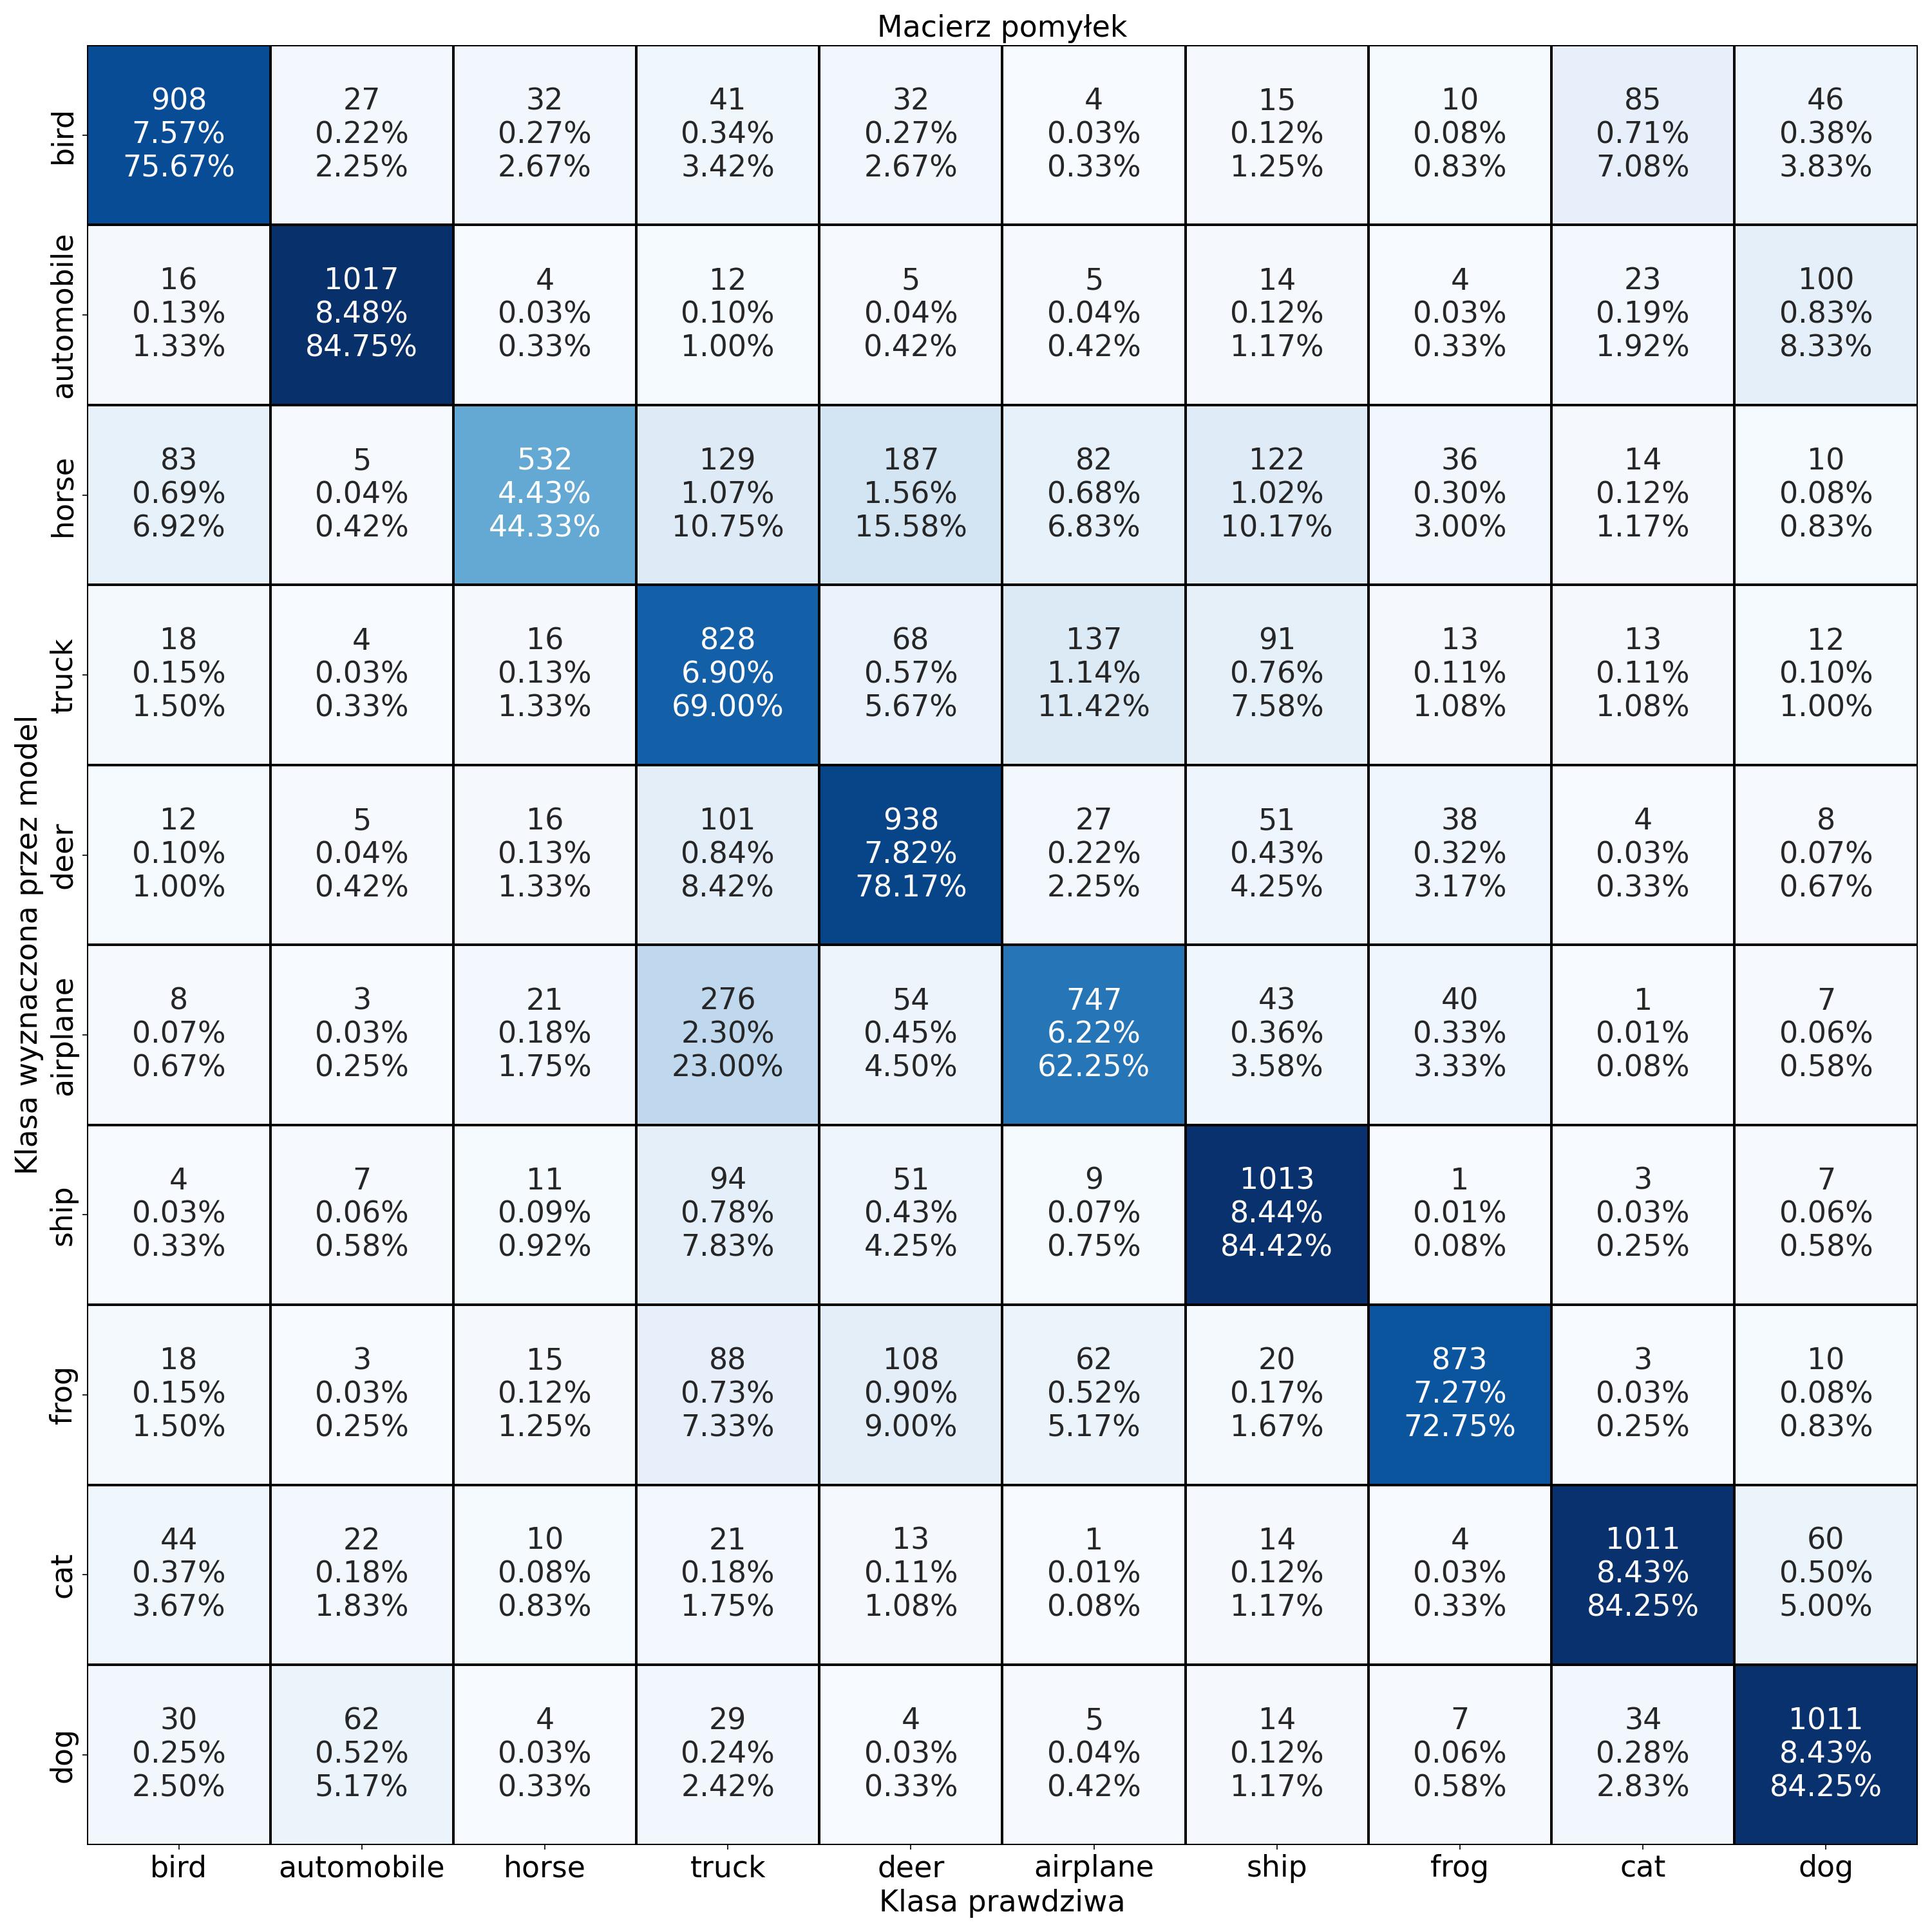 Macierz pomyłek
Klasa wyznaczona przez model
bird
908 27 32 41 32 4 15 10 85 46
7.57% 0.22% 0.27% 0.34% 0.27% 0.03% 0.12% 0.08% 0.71% 0.38%
75.67% 2.25% 2.67% 3.42% 2.67% 0.33% 1.25% 0.83% 7.08% 3.83%
automobile
16 1017 4 12 5 5 14 4 23 100
0.13% 8.48% 0.03% 0.10% 0.04% 0.04% 0.12% 0.03% 0.19% 0.83%
1.33% 84.75% 0.33% 1.00% 0.42% 0.42% 1.17% 0.33% 1.92% 8.33%
horse
83 5 532 129 187 82 122 36 14 10
0.69% 0.04% 4.43% 1.07% 1.56% 0.68% 1.02% 0.30% 0.12% 0.08%
6.92% 0.42% 44.33% 10.75% 15.58% 6.83% 10.17% 3.00% 1.17% 0.83%
truck
18 4 16 828 68 137 91 13 13 12
0.15% 0.03% 0.13% 6.90% 0.57% 1.14% 0.76% 0.11% 0.11% 0.10%
1.50% 0.33% 1.33% 69.00% 5.67% 11.42% 7.58% 1.08% 1.08% 1.00%
deer
12 5 16 101 938 27 51 38 4 8
0.10% 0.04% 0.13% 0.84% 7.82% 0.22% 0.43% 0.32% 0.03% 0.07%
1.00% 0.42% 1.33% 8.42% 78.17% 2.25% 4.25% 3.17% 0.33% 0.67%
airplane
8 3 21 276 54 747 43 40 1 7
0.07% 0.03% 0.18% 2.30% 0.45% 6.22% 0.36% 0.33% 0.01% 0.06%
0.67% 0.25% 1.75% 23.00% 4.50% 62.25% 3.58% 3.33% 0.08% 0.58%
ship
4 7 11 94 51 9 1013 1 3 7
0.03% 0.06% 0.09% 0.78% 0.43% 0.07% 8.44% 0.01% 0.03% 0.06%
0.33% 0.58% 0.92% 7.83% 4.25% 0.75% 84.42% 0.08% 0.25% 0.58%
frog
18 3 15 88 108 62 20 873 3 10
0.15% 0.03% 0.12% 0.73% 0.90% 0.52% 0.17% 7.27% 0.03% 0.08%
1.50% 0.25% 1.25% 7.33% 9.00% 5.17% 1.67% 72.75% 0.25% 0.83%
cat
44 22 10 21 13 1 14 4 1011 60
0.37% 0.18% 0.08% 0.18% 0.11% 0.01% 0.12% 0.03% 8.43% 0.50%
3.67% 1.83% 0.83% 1.75% 1.08% 0.08% 1.17% 0.33% 84.25% 5.00%
dog
30 62 4 29 4 5 14 7 34 1011
0.25% 0.52% 0.03% 0.24% 0.03% 0.04% 0.12% 0.06% 0.28% 8.43%
2.50% 5.17% 0.33% 2.42% 0.33% 0.42% 1.17% 0.58% 2.83% 84.25%
bird automobile horse truck deer airplane ship frog cat dog
Klasa prawdziwa